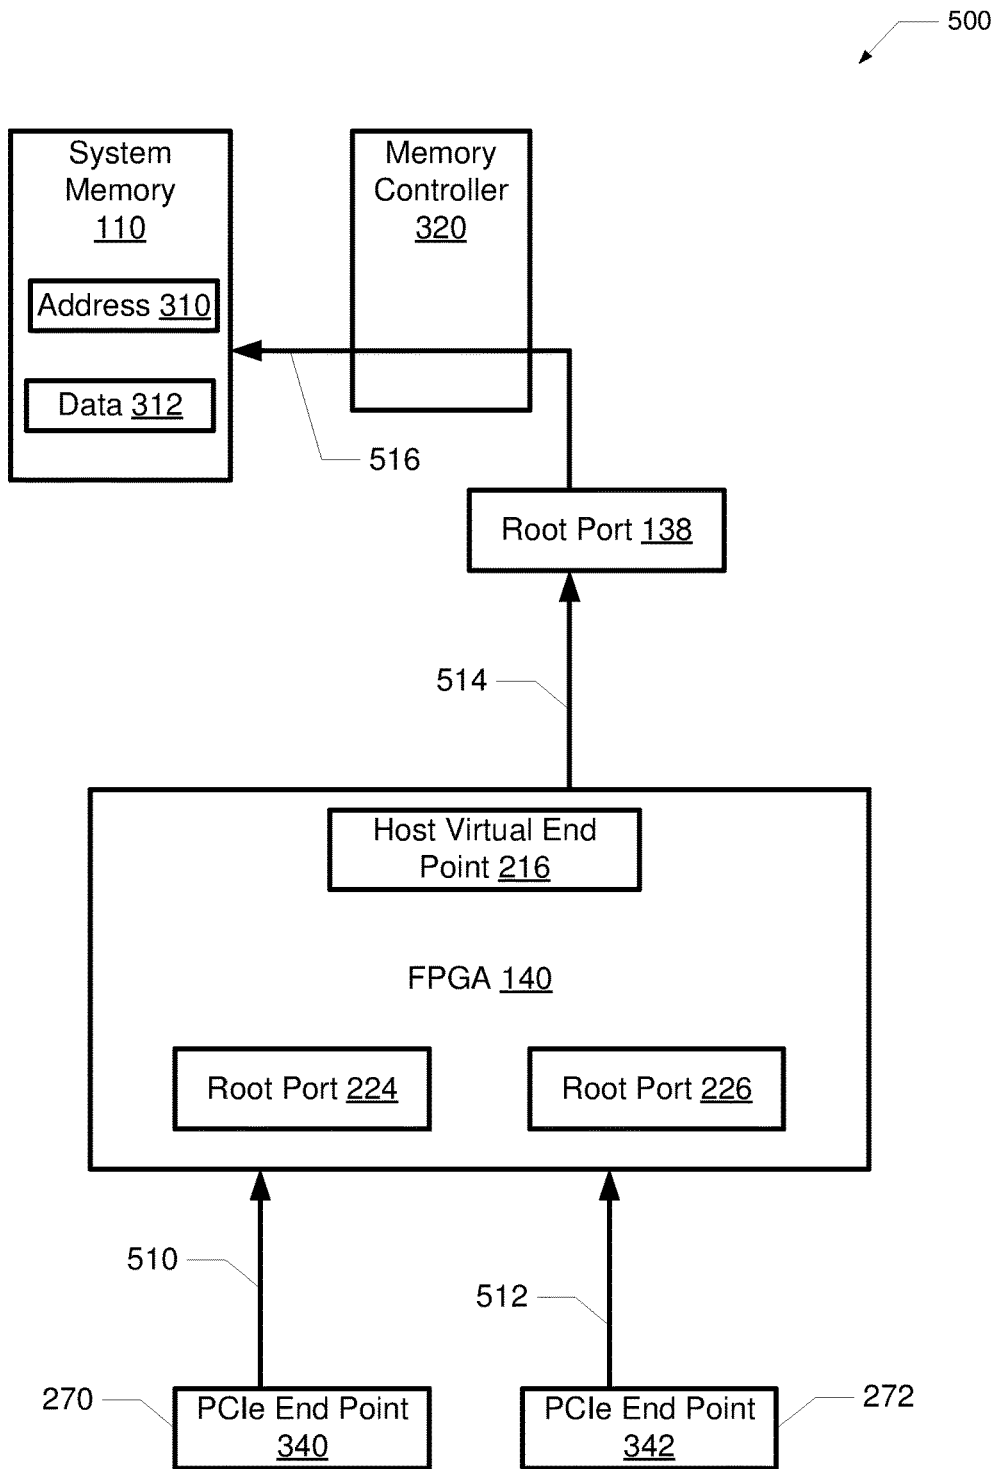 500
System
Memory
110
Address 310
Data 312
Memory
Controller
320
516
Root Port 138
514
Host Virtual End
Point 216
FPGA 140
Root Port 224
Root Port 226
510
512
270
PCIe End Point
340
PCIe End Point
342
272